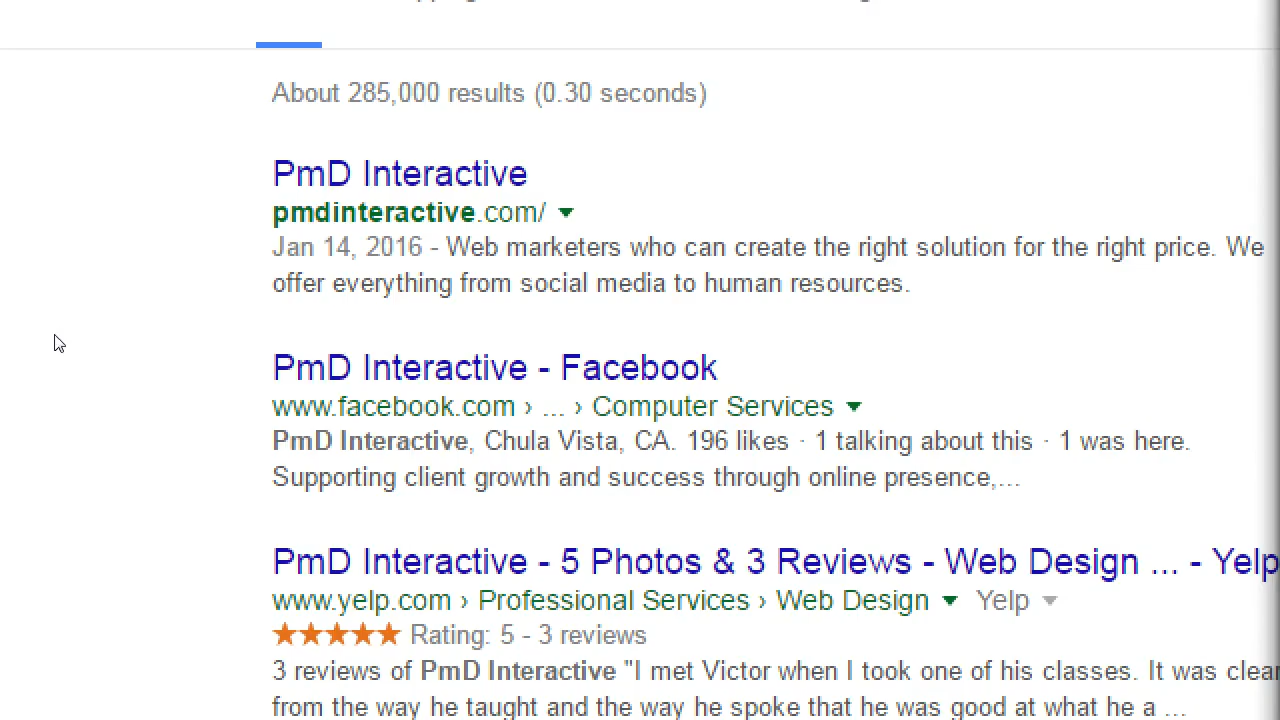 About 285,000 results (0.30 seconds)
PmD Interactive
pmdinteractive.com/
Jan 14, 2016 - Web marketers who can create the right solution for the right price. We
offer everything from social media to human resources.
PmD Interactive - Facebook
www.facebook.com › ... › Computer Services
PmD Interactive, Chula Vista, CA. 196 likes · 1 talking about this · 1 was here.
Supporting client growth and success through online presence,...
PmD Interactive - 5 Photos & 3 Reviews - Web Design ... - Yelp
www.yelp.com › Professional Services › Web Design Yelp
Rating: 5 - 3 reviews
3 reviews of PmD Interactive "I met Victor when I took one of his classes. It was clear
from the way he taught and the way he spoke that he was good at what he a ...